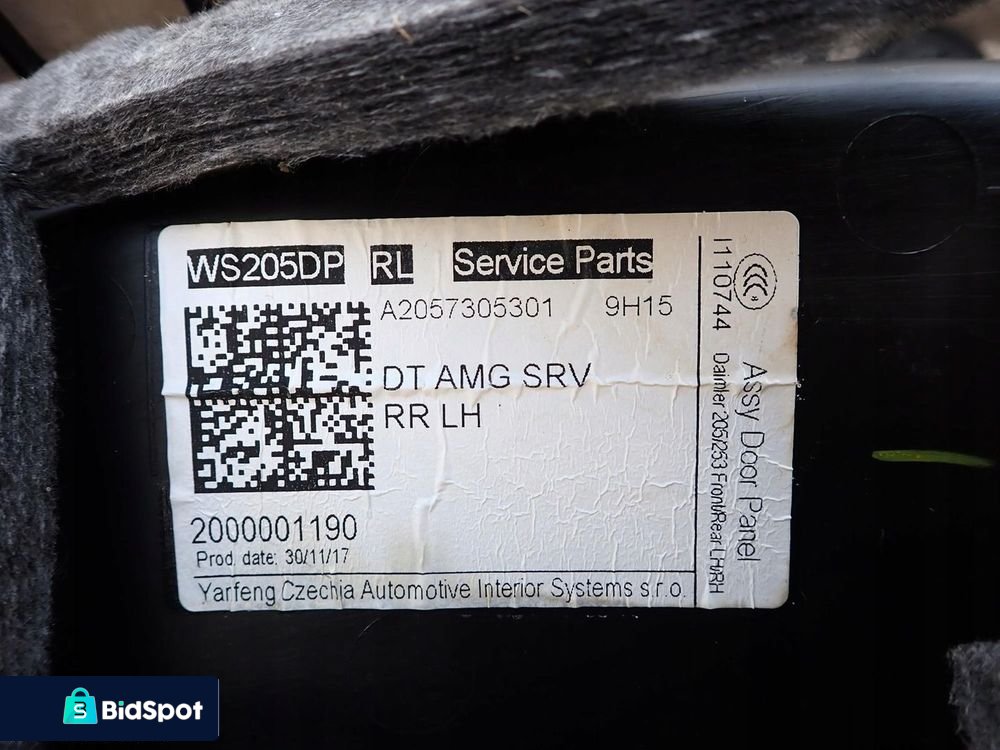 WS205DP RL Service Parts
A2057305301 9H15
DT AMG SRV
RR LH
2000001190
Prod. date: 30/11/17
Yarfeng Czechia Automotive Interior Systems s.r.o.
I110744
Assy Door Panel
Daimler 205/253 Front/Rear LH/RH
BidSpot